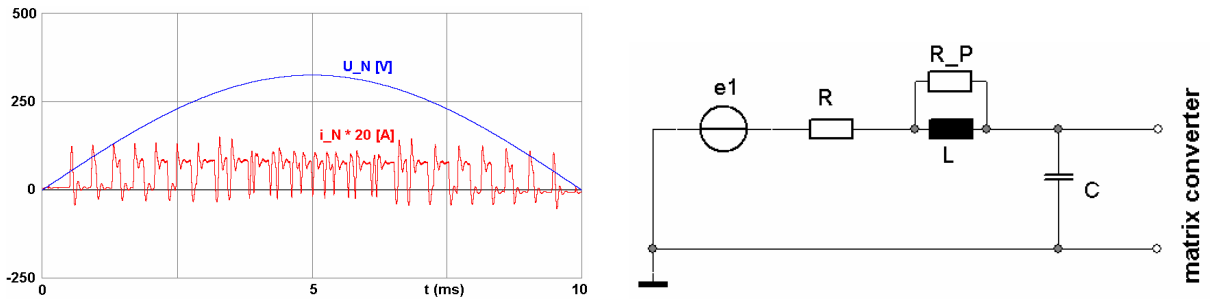 500
250
0
-250
U_N [V]
i_N * 20 [A]
0
5
t (ms)
10
e1
R
R_P
L
C
matrix converter